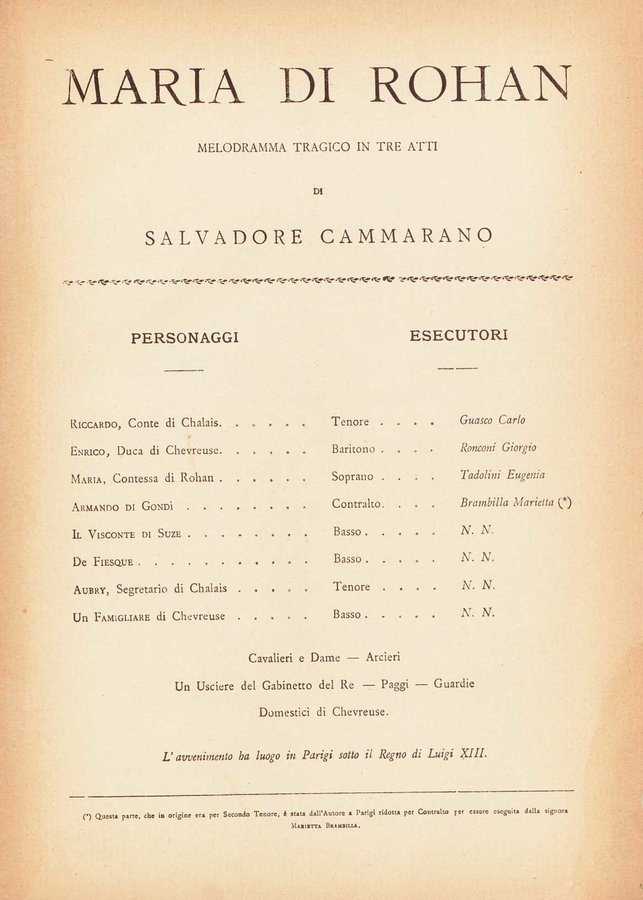 MARIA DI ROHAN
MELODRAMMA TRAGICO IN TRE ATTI
DI
SALVADORE CAMMARANO
PERSONAGGI ESECUTORI
RICCARDO, Conte di Chalais. . . . . . Tenore . . . . Guasco Carlo
ENRICO, Duca di Chevreuse. . . . . . Baritono . . . . Ronconi Giorgio
MARIA, Contessa di Rohan . . . . . . Soprano . . . . Tadolini Eugenia
ARMANDO DI GONDÌ . . . . . . . . Contralto. . . . Brambilla Marietta (*)
IL VISCONTE DI SUZE . . . . . . . . Basso . . . . . N. N.
DE FIESQUE . . . . . . . . . . . Basso . . . . . N. N.
AUBRY, Segretario di Chalais . . . . . Tenore . . . . N. N.
Un FAMIGLIARE di Chevreuse . . . . . Basso . . . . . N. N.
Cavalieri e Dame — Arcieri
Un Usciere del Gabinetto del Re — Paggi — Guardie
Domestici di Chevreuse.
L'avvenimento ha luogo in Parigi sotto il Regno di Luigi XIII.
(*) Questa parte, che in origine era per Secondo Tenore, è stata dall'Autore a Parigi ridotta per Contralto per essere eseguita dalla signora
MARIETTA BRAMBILLA.